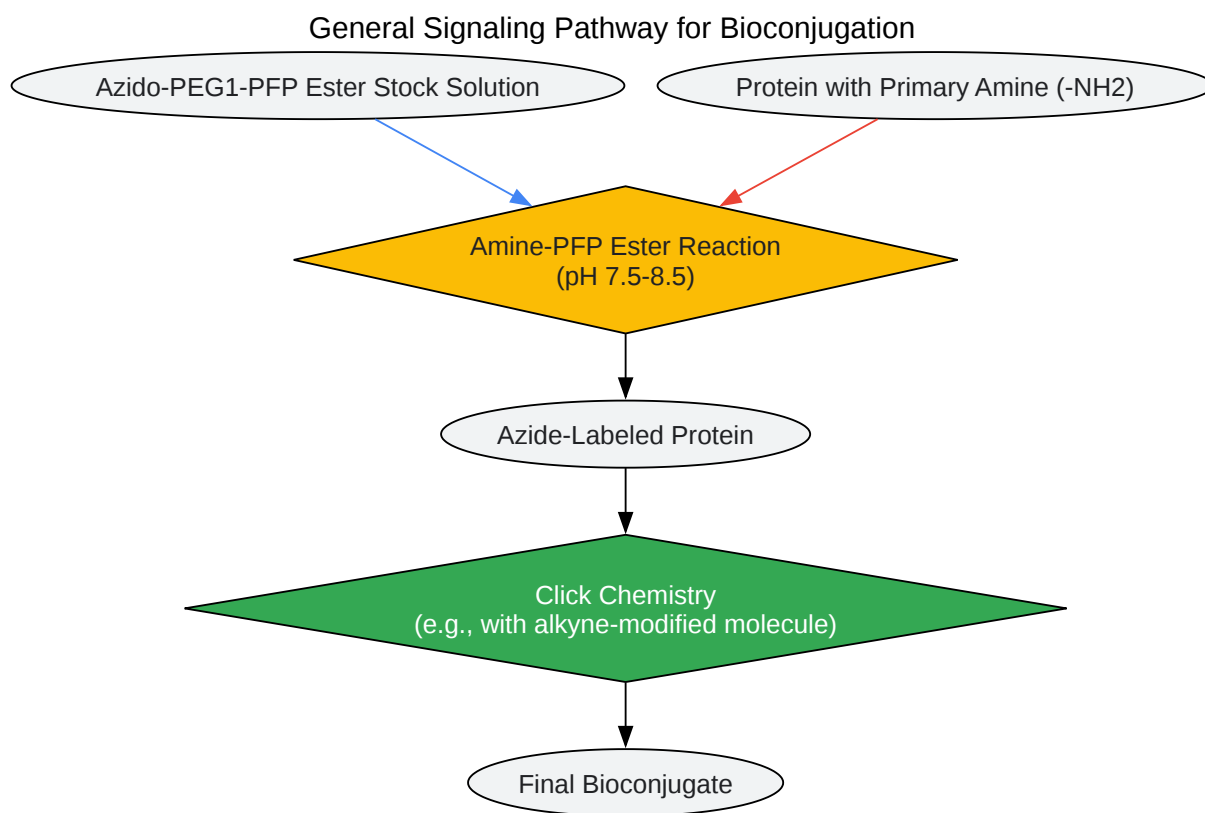 General Signaling Pathway for Bioconjugation
Azido-PEG1-PFP Ester Stock Solution
Protein with Primary Amine (-NH2)
Amine-PFP Ester Reaction
(pH 7.5-8.5)
Azide-Labeled Protein
Click Chemistry
(e.g., with alkyne-modified molecule)
Final Bioconjugate